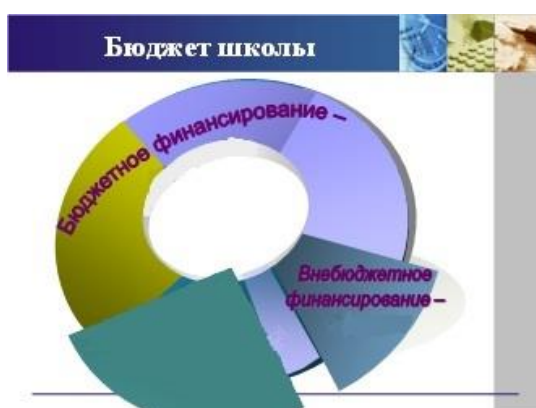 Бюджет школы
Бюджетное финансирование –
Внебюджетное
финансирование –